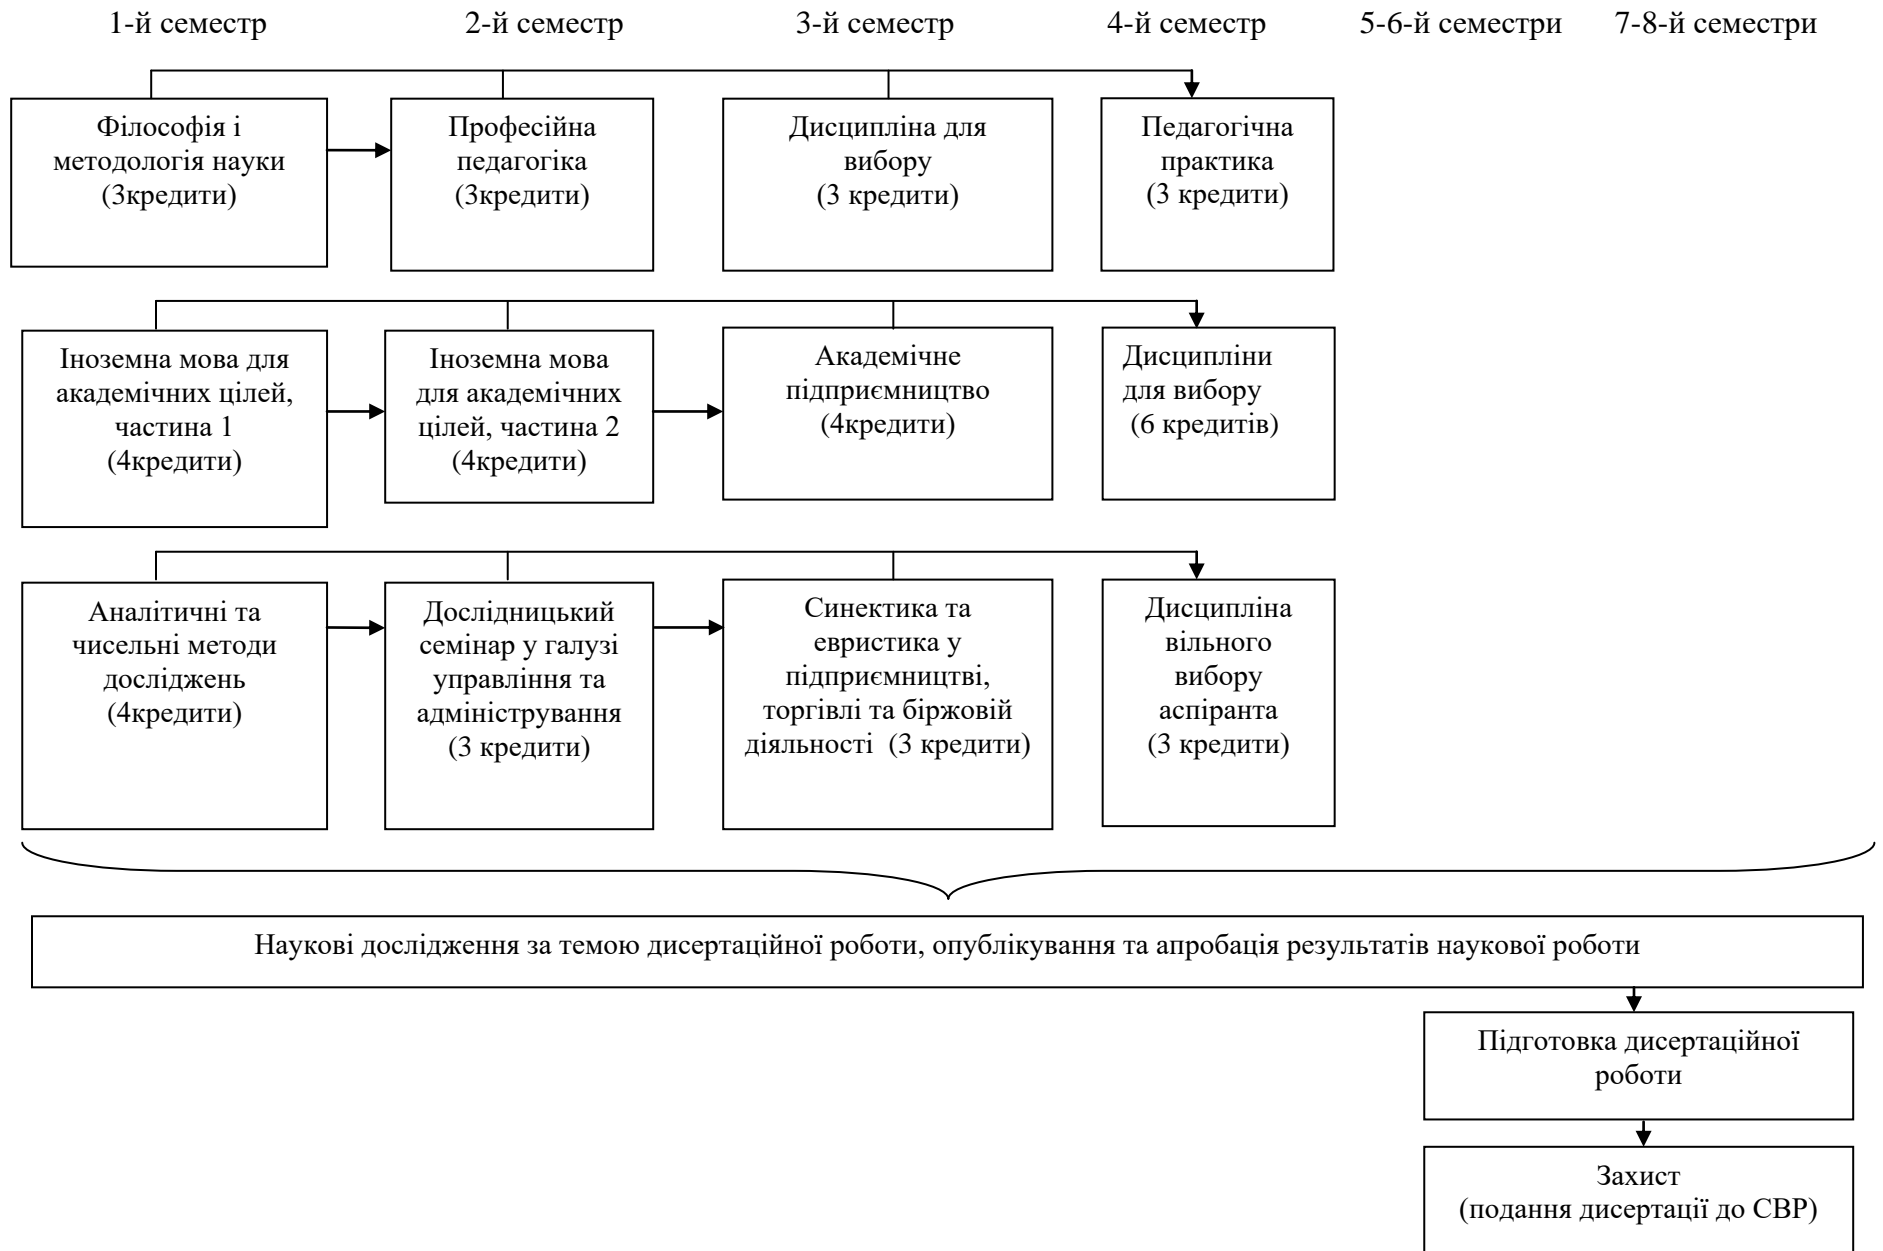 1-й семестр 2-й семестр 3-й семестр 4-й семестр 5-6-й семестри 7-8-й семестри
Філософія і
методологія науки
(3кредити)
Професійна
педагогіка
(3кредити)
Дисципліна для
вибору
(3 кредити)
Педагогічна
практика
(3 кредити)
Іноземна мова для
академічних цілей,
частина 1
(4кредити)
Іноземна мова
для академічних
цілей, частина 2
(4кредити)
Академічне
підприємництво
(4кредити)
Дисципліни
для вибору
(6 кредитів)
Аналітичні та
чисельні методи
досліджень
(4кредити)
Дослідницький
семінар у галузі
управління та
адміністрування
(3 кредити)
Синектика та
евристика у
підприємництві,
торгівлі та біржовій
діяльності (3 кредити)
Дисципліна
вільного
вибору
аспіранта
(3 кредити)
Наукові дослідження за темою дисертаційної роботи, опублікування та апробація результатів наукової роботи
Підготовка дисертаційної
роботи
Захист
(подання дисертації до СВР)